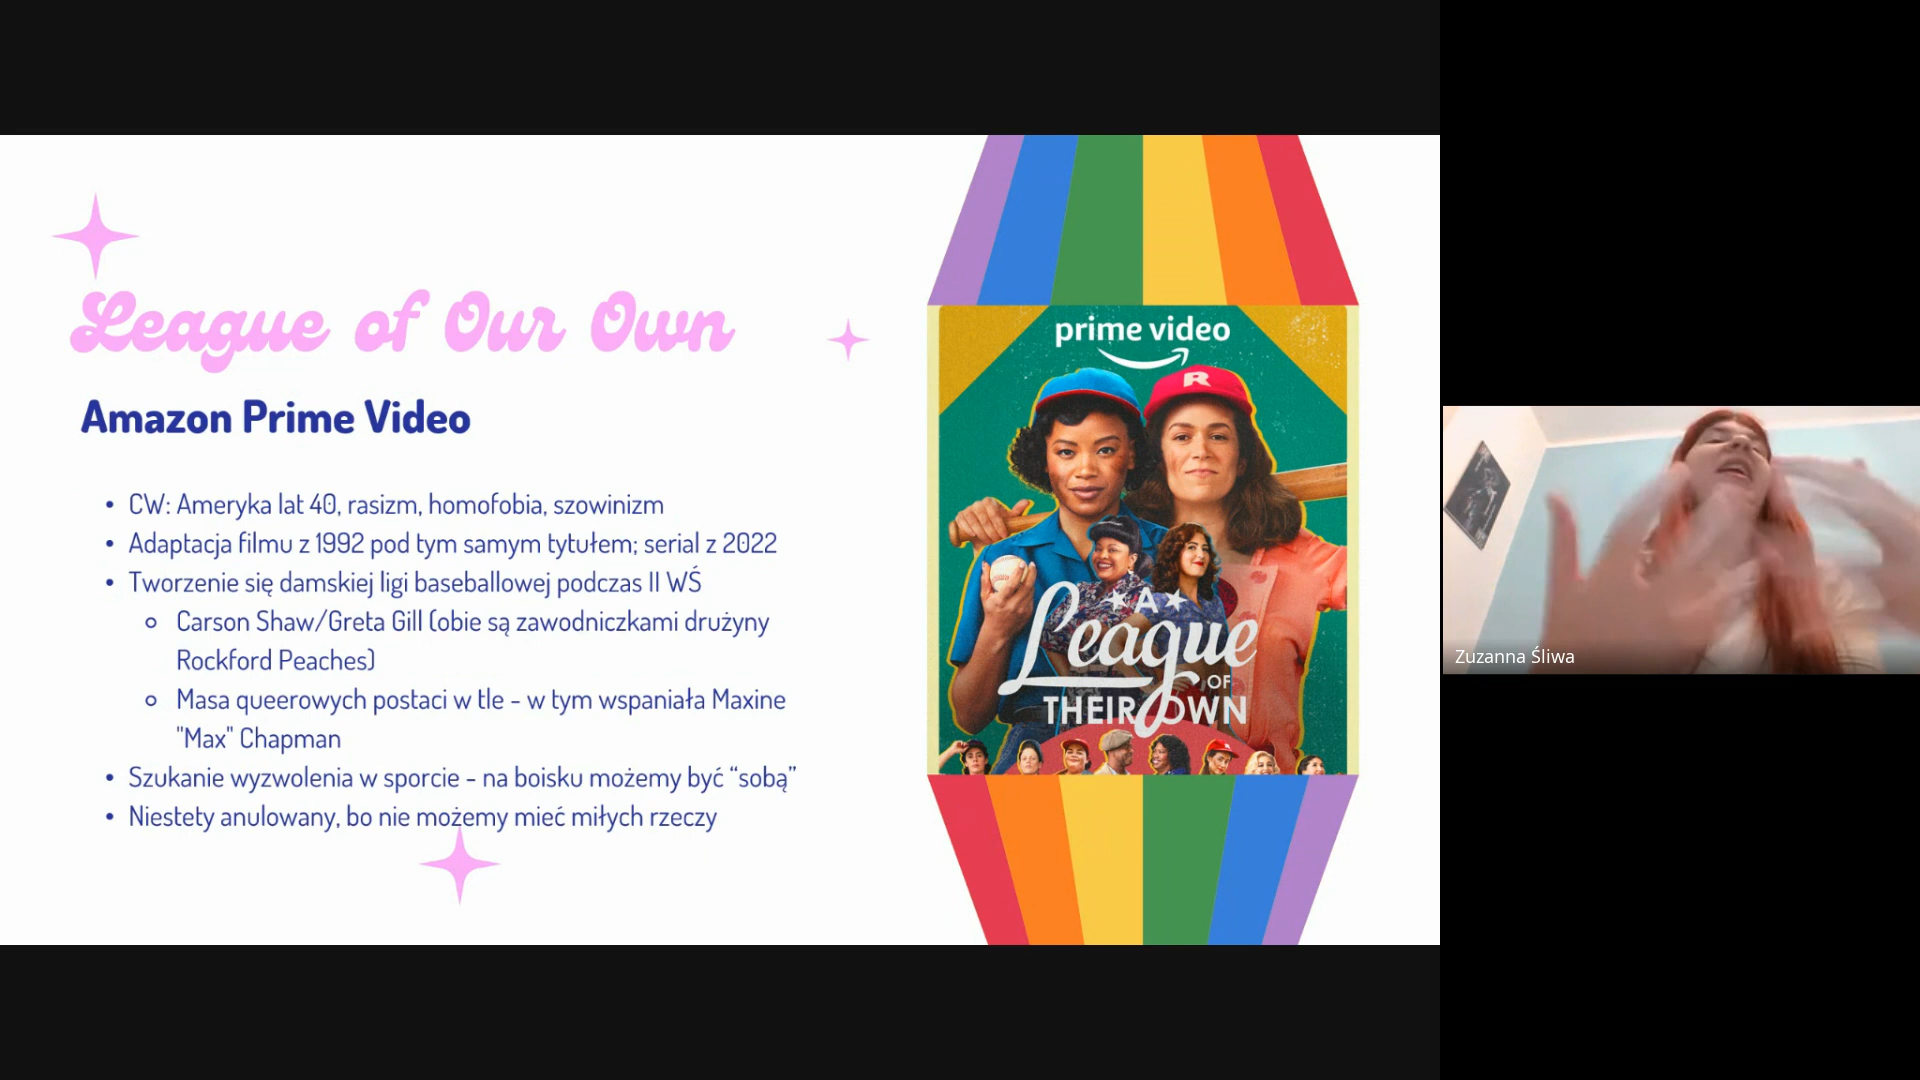 League of Our Own
Amazon Prime Video
• CW: Ameryka lat 40, rasizm, homofobia, szowinizm
• Adaptacja filmu z 1992 pod tym samym tytułem; serial z 2022
• Tworzenie się damskiej ligi baseballowej podczas II WŚ
◦ Carson Shaw/Greta Gill (obie są zawodniczkami drużyny
Rockford Peaches)
◦ Masa queerowych postaci w tle - w tym wspaniała Maxine
"Max" Chapman
• Szukanie wyzwolenia w sporcie - na boisku możemy być “sobą”
• Niestety anulowany, bo nie możemy mieć miłych rzeczy
prime video
R
A
League
OF
THEIR OWN
Zuzanna Śliwa